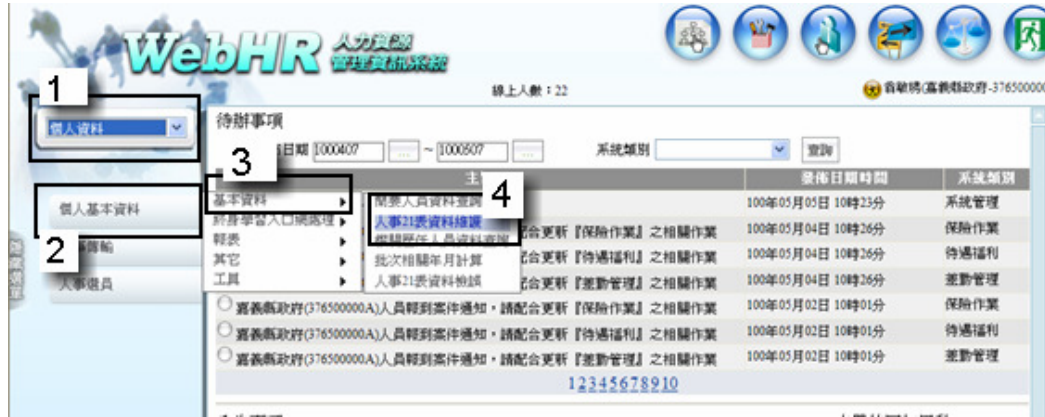 WebHR 人力資源
管理資訊系統
線上人數：22
1
個人資料
待辦事項
日期 1000407 ... ~ 1000507 ... 系統類別 查詢
3
4
發佈日期時間 系統類別
個人基本資料
2
人事選員
基本資料
終身學習入口網處理
報表
其它
工具
簡要人員資料查詢
人事21表資料維護
批次相關年月計算
人事21表資料檢誤
100年05月05日 10時23分 系統管理
配合更新『保險作業』之相關作業 100年05月04日 10時26分 保險作業
配合更新『待遇福利』之相關作業 100年05月04日 10時26分 待遇福利
配合更新『差勤管理』之相關作業 100年05月04日 10時26分 差勤管理
嘉義縣政府(376500000A)人員報到案件通知，請配合更新『保險作業』之相關作業 100年05月02日 10時01分 保險作業
嘉義縣政府(376500000A)人員報到案件通知，請配合更新『待遇福利』之相關作業 100年05月02日 10時01分 待遇福利
嘉義縣政府(376500000A)人員報到案件通知，請配合更新『差勤管理』之相關作業 100年05月02日 10時01分 差勤管理
12345678910